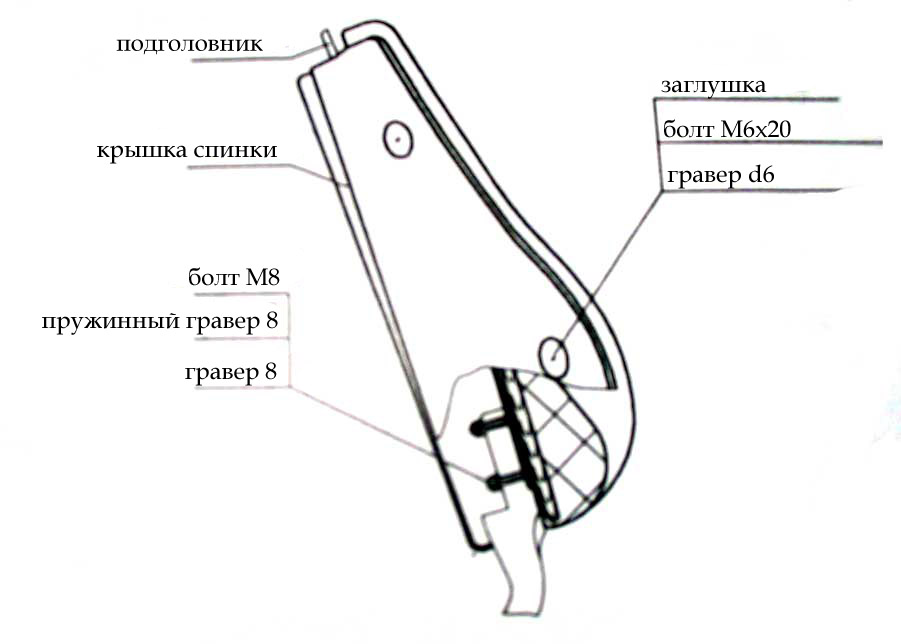 подголовник
крышка спинки
болт М8
пружинный гравер 8
гравер 8
заглушка
болт М6х20
гравер d6